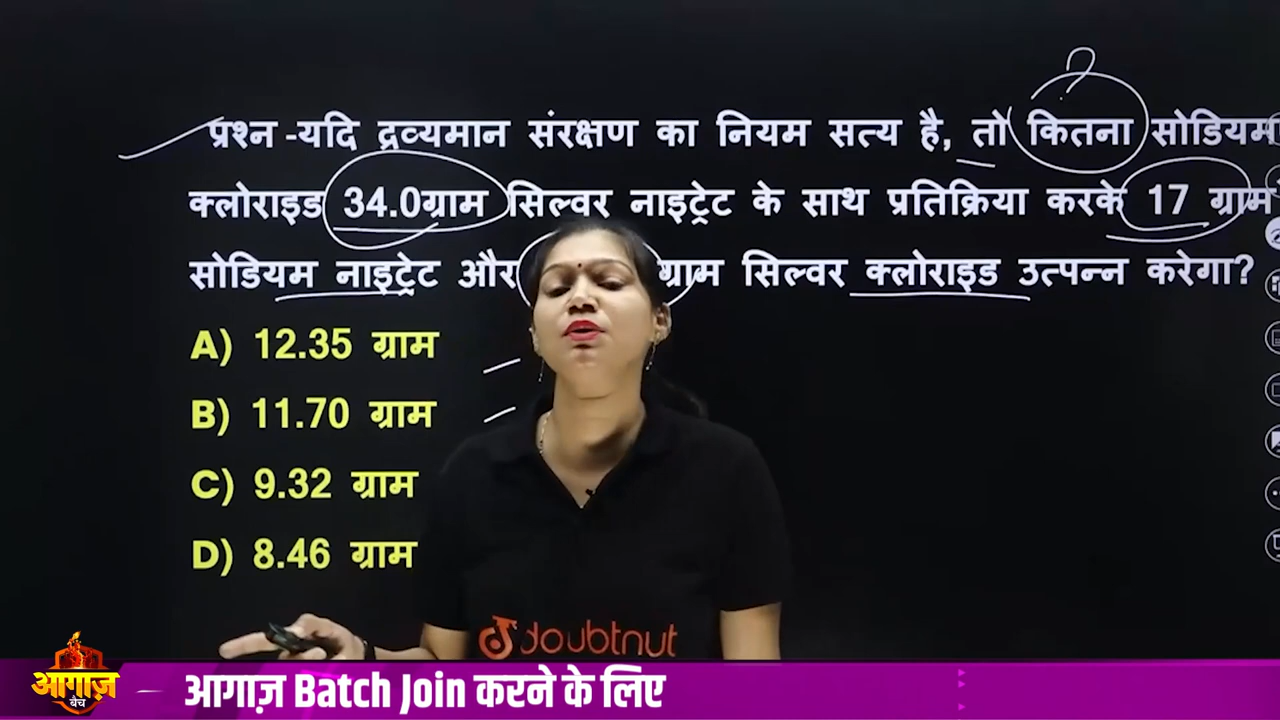 प्रश्न -यदि द्रव्यमान संरक्षण का नियम सत्य है, तो कितना सोडियम
क्लोराइड 34.0ग्राम सिल्वर नाइट्रेट के साथ प्रतिक्रिया करके 17 ग्राम
सोडियम नाइट्रेट और ग्राम सिल्वर क्लोराइड उत्पन्न करेगा?
A) 12.35 ग्राम
B) 11.70 ग्राम
C) 9.32 ग्राम
D) 8.46 ग्राम
doubtnut
आगाज़
बैच
आगाज़ Batch Join करने के लिए